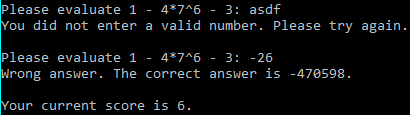 Please evaluate 1 - 4*7^6 - 3: asdf
You did not enter a valid number. Please try again.
Please evaluate 1 - 4*7^6 - 3: -26
Wrong answer. The correct answer is -470598.
Your current score is 6.